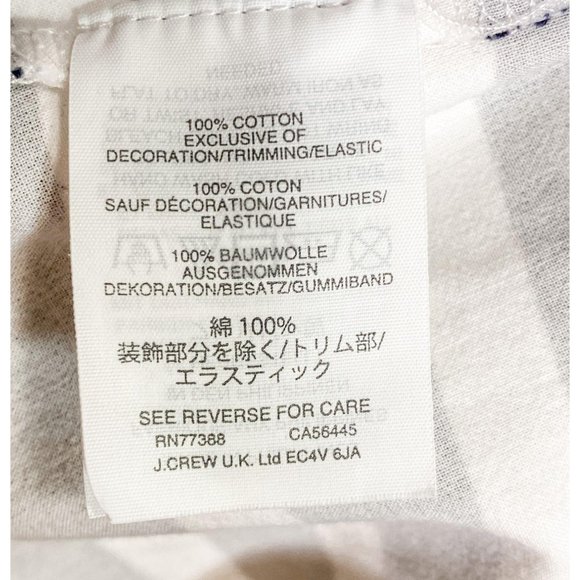 100% COTTON
EXCLUSIVE OF
DECORATION/TRIMMING/ELASTIC
100% COTON
SAUF DÉCORATION/GARNITURES/
ELASTIQUE
100% BAUMWOLLE
AUSGENOMMEN
DEKORATION/BESATZ/GUMMIBAND
綿 100%
装飾部分を除く/トリム部/
エラスティック
SEE REVERSE FOR CARE
RN77388 CA56445
J.CREW U.K. Ltd EC4V 6JA